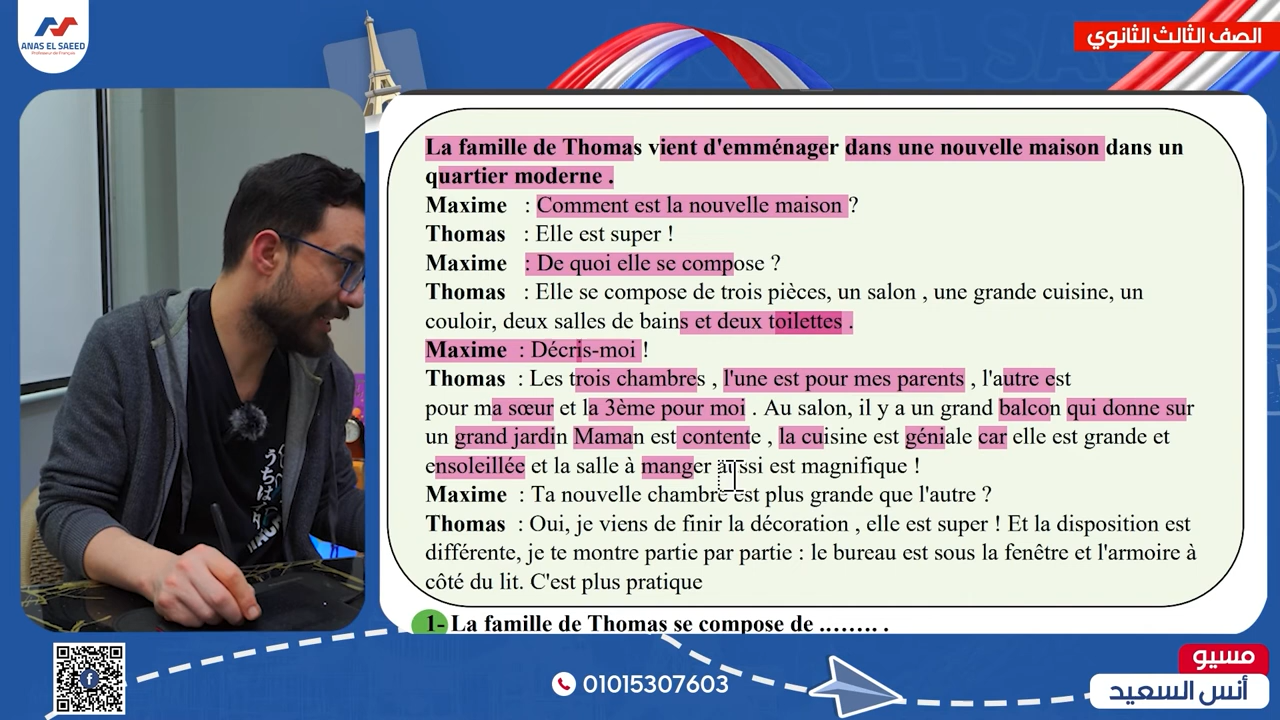 ANAS EL SAEED
Professeur de Français
الصف الثالث الثانوي
La famille de Thomas vient d'emménager dans une nouvelle maison dans un
quartier moderne .
Maxime : Comment est la nouvelle maison ?
Thomas : Elle est super !
Maxime : De quoi elle se compose ?
Thomas : Elle se compose de trois pièces, un salon , une grande cuisine, un
couloir, deux salles de bains et deux toilettes .
Maxime : Décris-moi !
Thomas : Les trois chambres , l'une est pour mes parents , l'autre est
pour ma sœur et la 3ème pour moi . Au salon, il y a un grand balcon qui donne sur
un grand jardin Maman est contente , la cuisine est géniale car elle est grande et
ensoleillée et la salle à manger aussi est magnifique !
Maxime : Ta nouvelle chambre est plus grande que l'autre ?
Thomas : Oui, je viens de finir la décoration , elle est super ! Et la disposition est
différente, je te montre partie par partie : le bureau est sous la fenêtre et l'armoire à
côté du lit. C'est plus pratique
1- La famille de Thomas se compose de ........ .
うちは
01015307603
مسيو
أنس السعيد